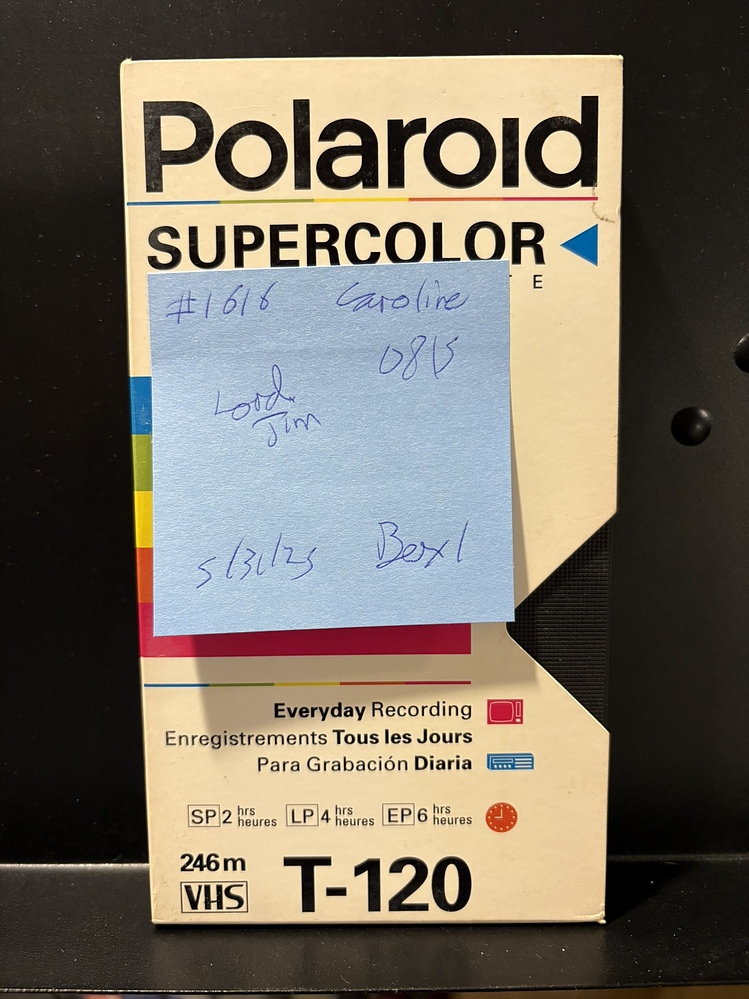 Polaroid
SUPERCOLOR
T E
#1616 Caroline
Lord
Jim
5/31/25 Box 1
Everyday Recording
Enregistrements Tous les Jours
Para Grabación Diaria
SP 2 hrs heures LP 4 hrs heures EP 6 hrs heures
246m
VHS T-120